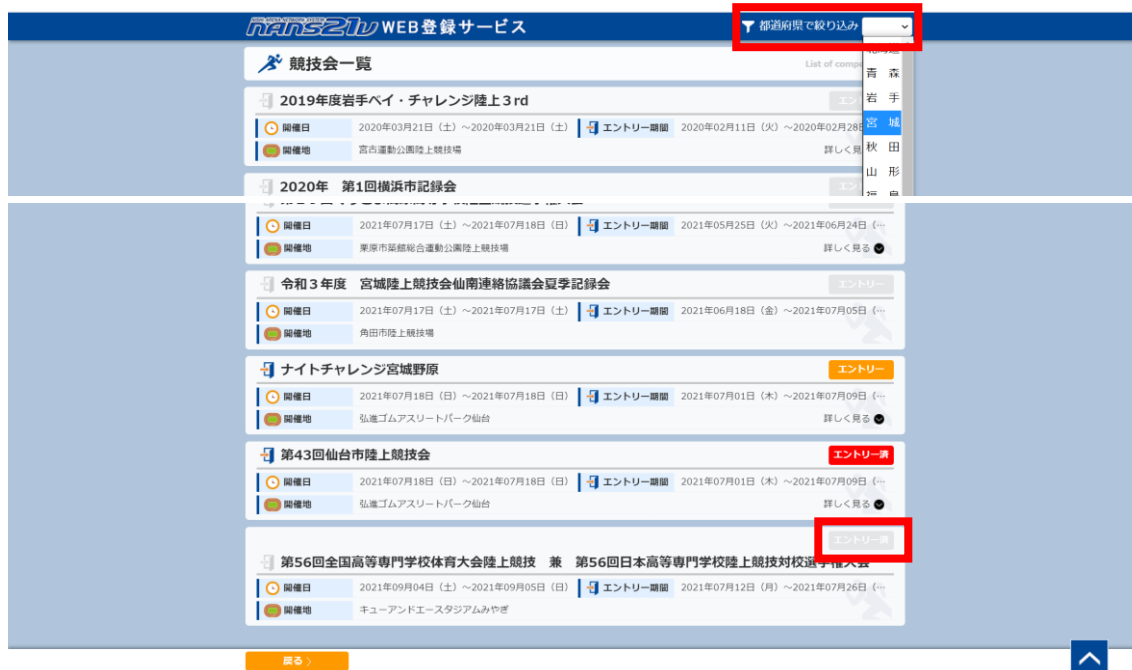 NANS21V WEB登録サービス
都道府県で絞り込み
競技会一覧
List of compe
青 森
岩 手
宮 城
秋 田
山 形
2019年度岩手ベイ・チャレンジ陸上3rd
開催日 2020年03月21日（土）～2020年03月21日（土） エントリー期間 2020年02月11日（火）～2020年02月28
開催地 宮古運動公園陸上競技場 詳しく見
2020年 第1回横浜市記録会
開催日 2021年07月17日（土）～2021年07月18日（日） エントリー期間 2021年05月25日（火）～2021年06月24日（…
開催地 栗原市築館総合運動公園陸上競技場 詳しく見る
令和3年度 宮城陸上競技会仙南連絡協議会夏季記録会 エントリー
開催日 2021年07月17日（土）～2021年07月17日（土） エントリー期間 2021年06月18日（金）～2021年07月05日（…
開催地 角田市陸上競技場
ナイトチャレンジ宮城野原 エントリー
開催日 2021年07月18日（日）～2021年07月18日（日） エントリー期間 2021年07月01日（木）～2021年07月09日（…
開催地 弘進ゴムアスリートパーク仙台 詳しく見る
第43回仙台市陸上競技会 エントリー済
開催日 2021年07月18日（日）～2021年07月18日（日） エントリー期間 2021年07月01日（木）～2021年07月09日（…
開催地 弘進ゴムアスリートパーク仙台 詳しく見る
エントリー済
第56回全国高等専門学校体育大会陸上競技 兼 第56回日本高等専門学校陸上競技対校選手権大会
開催日 2021年09月04日（土）～2021年09月05日（日） エントリー期間 2021年07月12日（月）～2021年07月26日（…
開催地 キューアンドエースタジアムみやぎ
戻る 〉